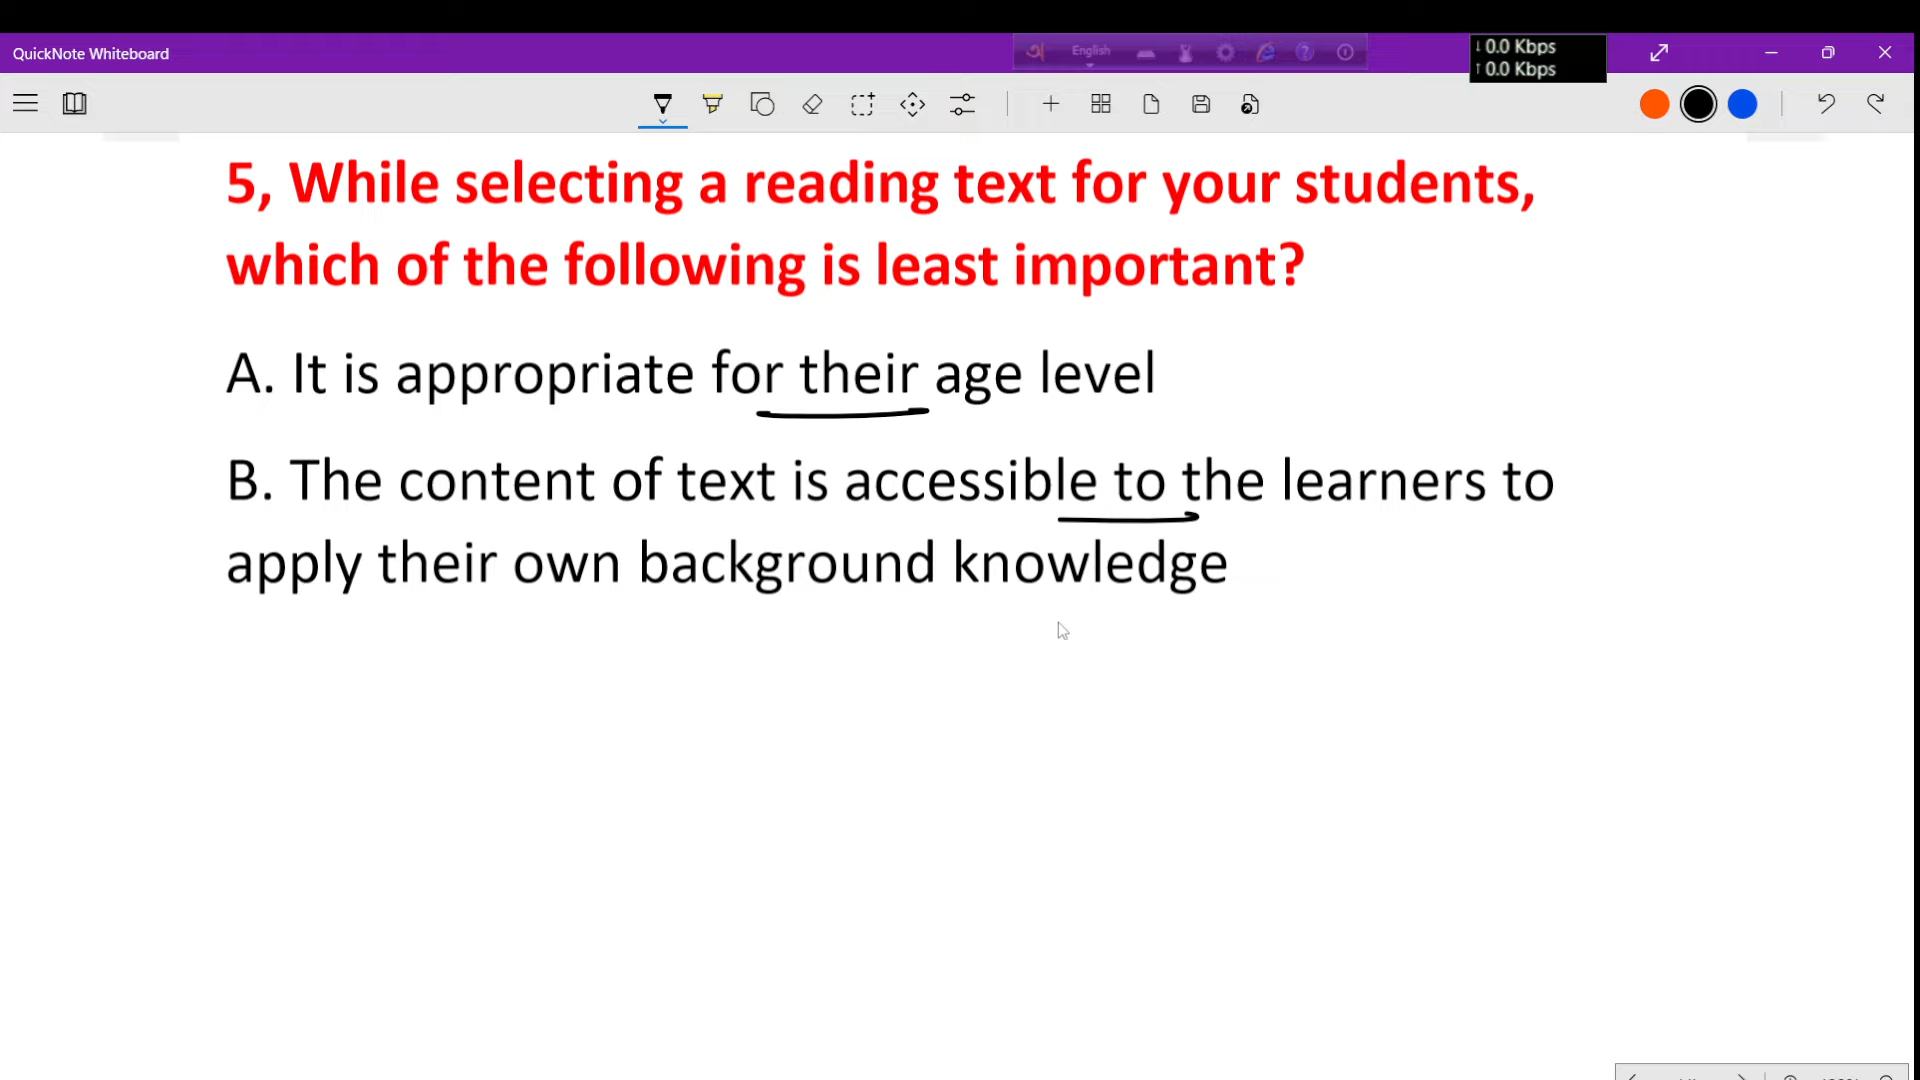 QuickNote Whiteboard
English
↓ 0.0 Kbps
↑ 0.0 Kbps
5, While selecting a reading text for your students,
which of the following is least important?
A. It is appropriate for their age level
B. The content of text is accessible to the learners to
apply their own background knowledge